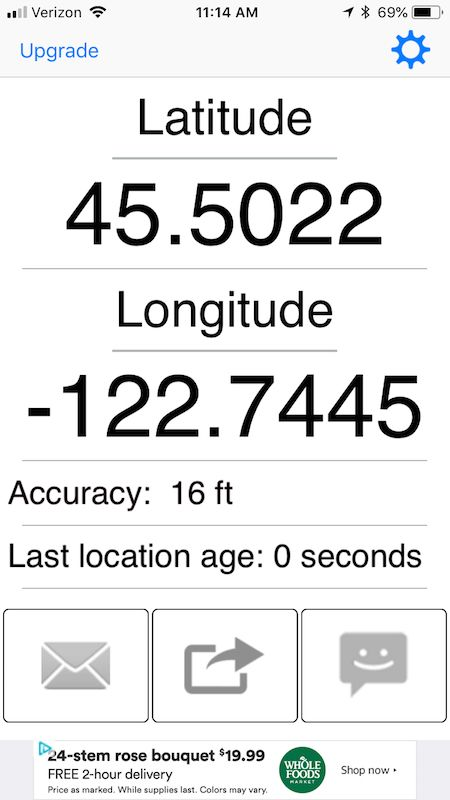 Verizon 11:14 AM 69%
Upgrade
Latitude
45.5022
Longitude
-122.7445
Accuracy: 16 ft
Last location age: 0 seconds
24-stem rose bouquet $19.99
FREE 2-hour delivery
Price as marked. While supplies last. Colors may vary.
WHOLE
FOODS
MARKET
Shop now